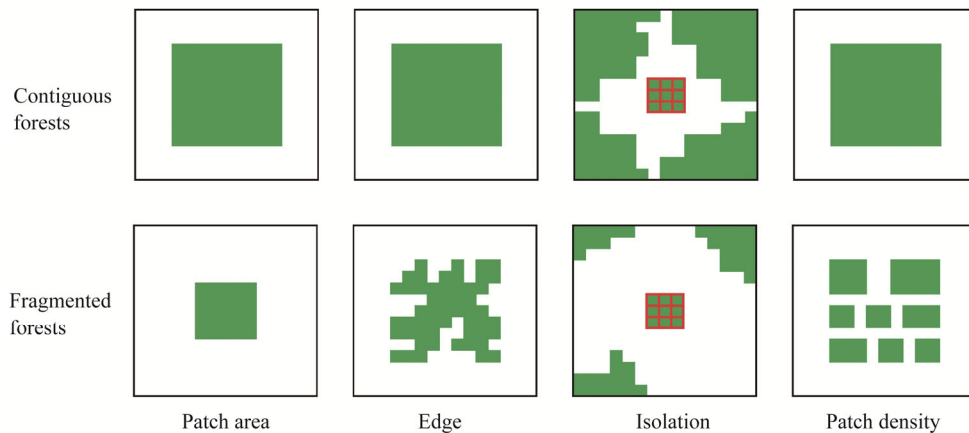 Contiguous
forests
Fragmented
forests
Patch area
Edge
Isolation
Patch density